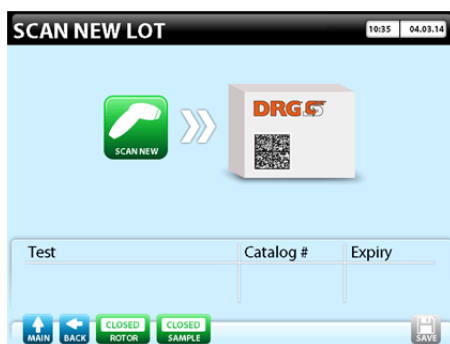 SCAN NEW LOT 10:35 04.03.14
DRG
SCAN NEW
Test Catalog # Expiry
MAIN BACK CLOSED ROTOR CLOSED SAMPLE SAVE